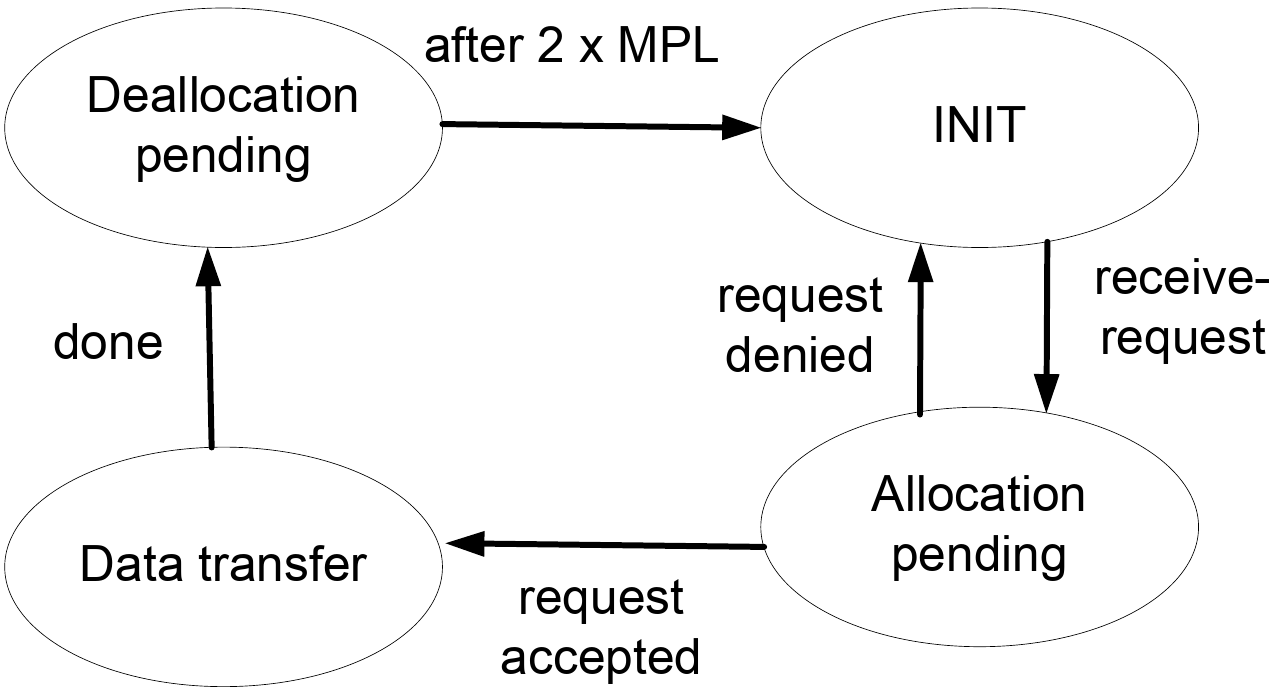 after 2 x MPL
Deallocation
pending
INIT
request
denied
receive-
request
done
Allocation
pending
Data transfer
request
accepted